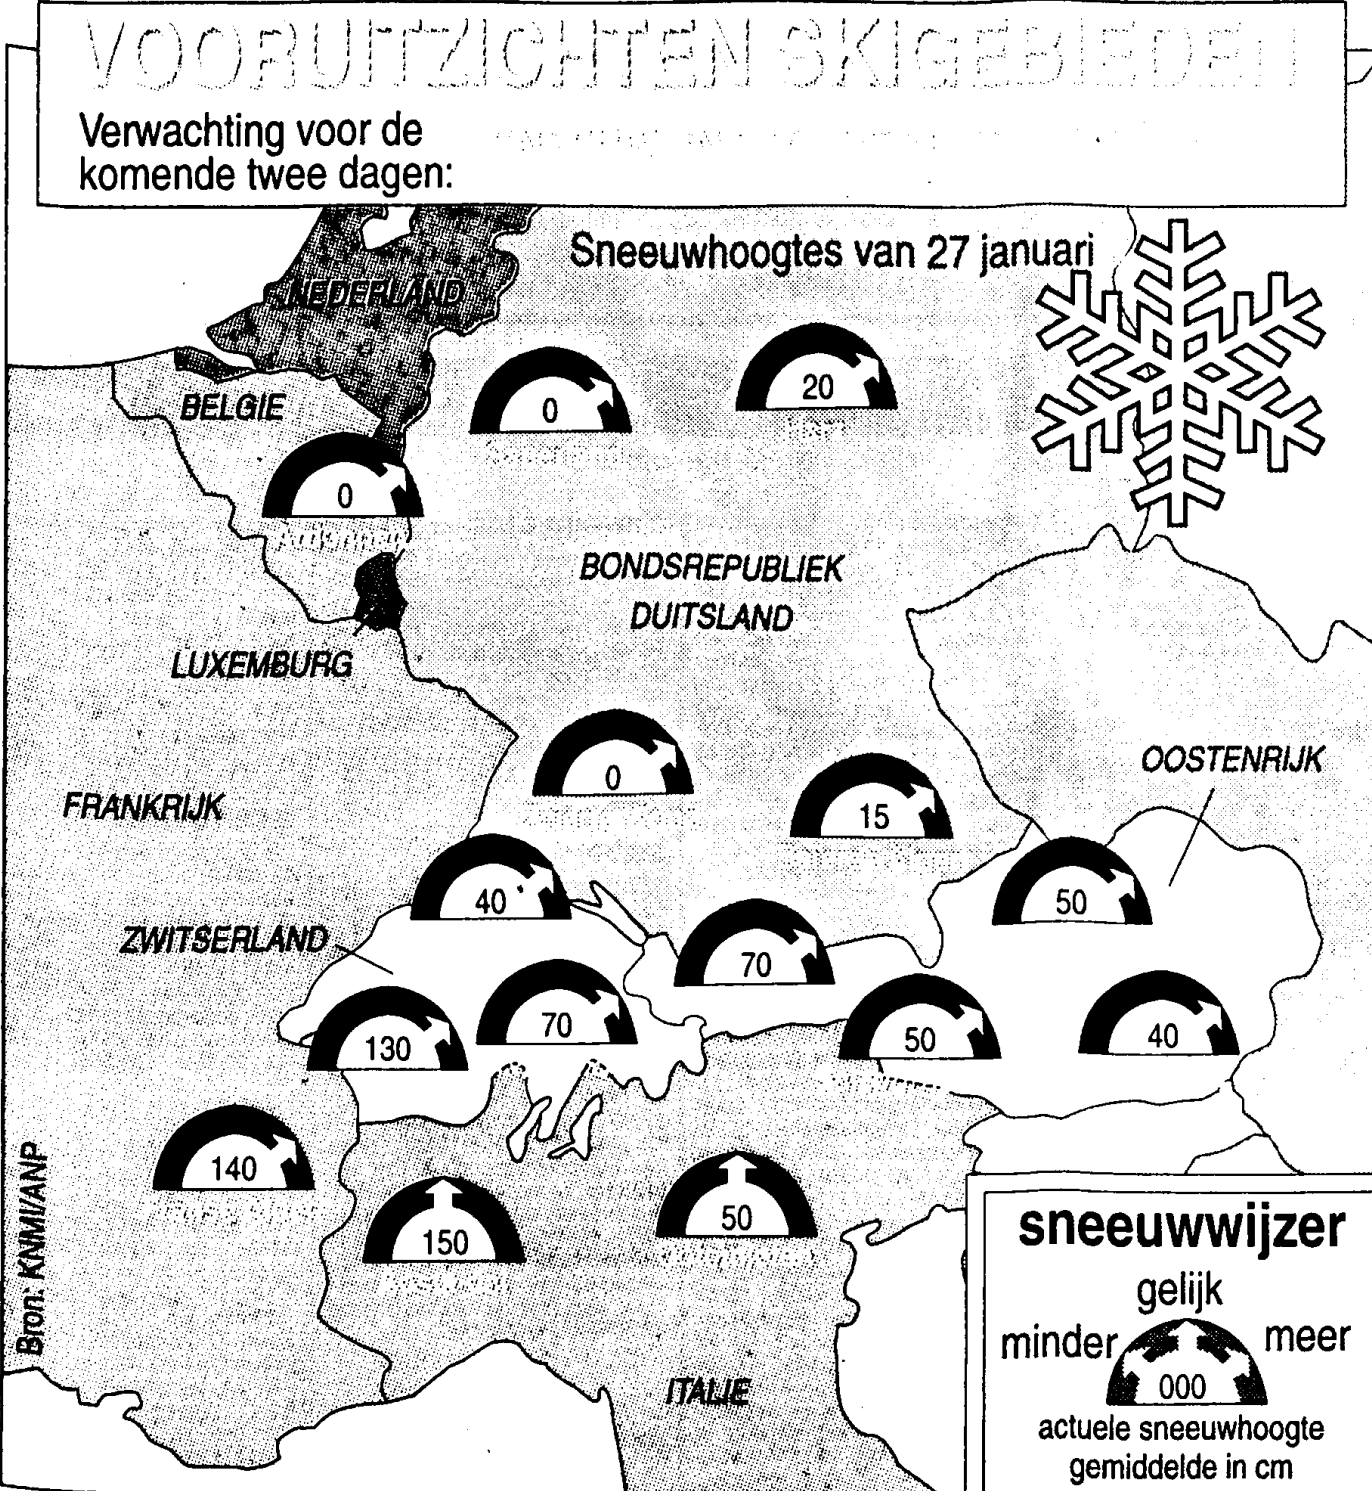 VOORUITZICHTEN SKIGEBIEDEN
Verwachting voor de
komende twee dagen:
Sneeuwhoogtes van 27 januari
NEDERLAND
BELGIE
0
20
0
Ardennen
BONDSREPUBLIEK
DUITSLAND
LUXEMBURG
0
15
OOSTENRIJK
FRANKRIJK
40
50
ZWITSERLAND
70
130
70
50
40
140
150
50
ITALIE
Bron: KNMI/ANP
sneeuwwijzer
gelijk
minder
meer
000
actuele sneeuwhoogte
gemiddelde in cm